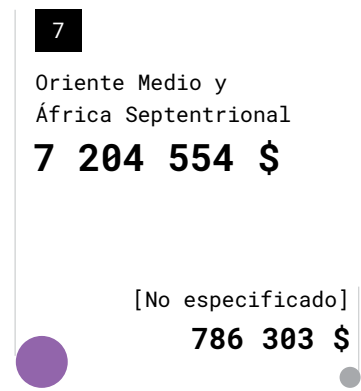 7
Oriente Medio y
África Septentrional
7 204 554 $
[No especificado]
786 303 $